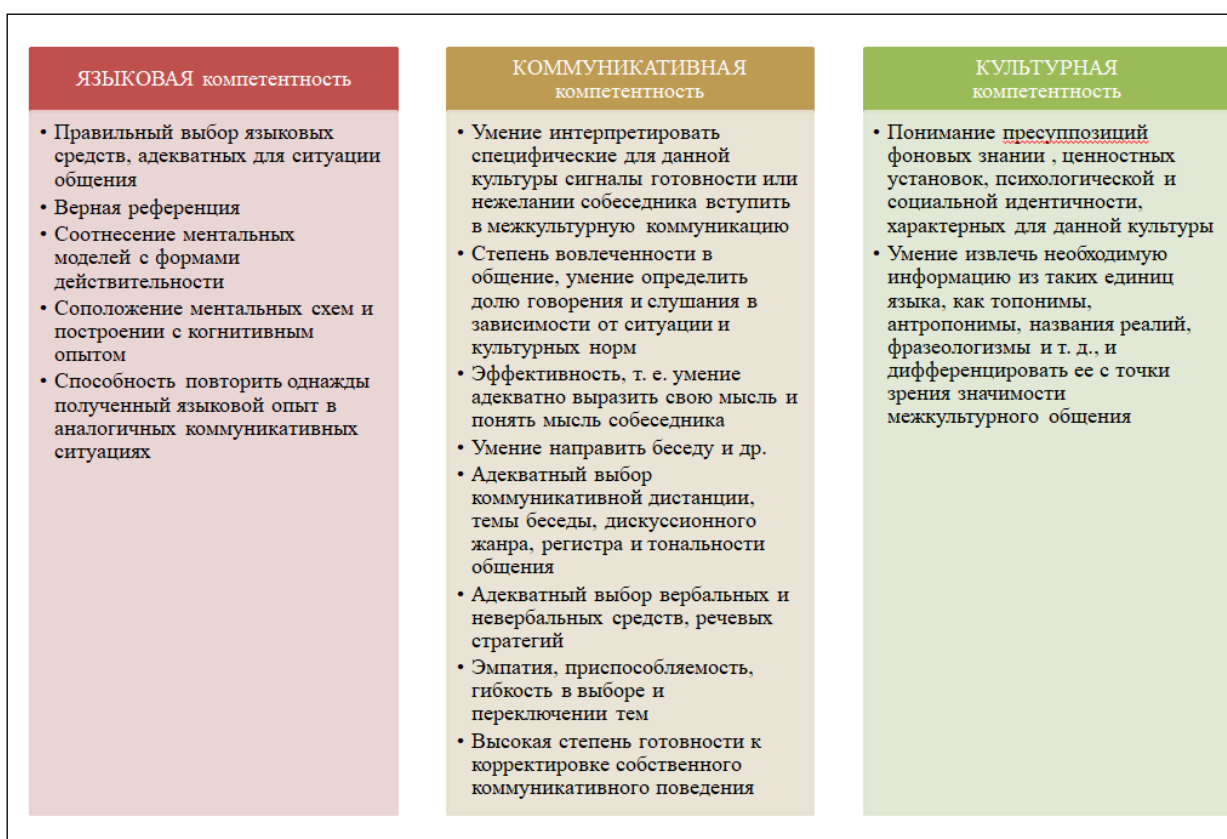 ЯЗЫКОВАЯ компетентность
• Правильный выбор языковых
средств, адекватных для ситуации
общения
• Верная референция
• Соотнесение ментальных
моделей с формами
действительности
• Соположение ментальных схем и
построении с когнитивным
опытом
• Способность повторить однажды
полученный языковой опыт в
аналогичных коммуникативных
ситуациях
КОММУНИКАТИВНАЯ
компетентность
• Умение интерпретировать
специфические для данной
культуры сигналы готовности или
нежелании собеседника вступить
в межкультурную коммуникацию
• Степень вовлеченности в
общение, умение определить
долю говорения и слушания в
зависимости от ситуации и
культурных норм
• Эффективность, т. е. умение
адекватно выразить свою мысль и
понять мысль собеседника
• Умение направить беседу и др.
• Адекватный выбор
коммуникативной дистанции,
темы беседы, дискуссионного
жанра, регистра и тональности
общения
• Адекватный выбор вербальных и
невербальных средств, речевых
стратегий
• Эмпатия, приспособляемость,
гибкость в выборе и
переключении тем
• Высокая степень готовности к
корректировке собственного
коммуникативного поведения
КУЛЬТУРНАЯ
компетентность
• Понимание пресуппозиций
фоновых знании , ценностных
установок, психологической и
социальной идентичности,
характерных для данной культуры
• Умение извлечь необходимую
информацию из таких единиц
языка, как топонимы,
антропонимы, названия реалий,
фразеологизмы и т. д., и
дифференцировать ее с точки
зрения значимости
межкультурного общения